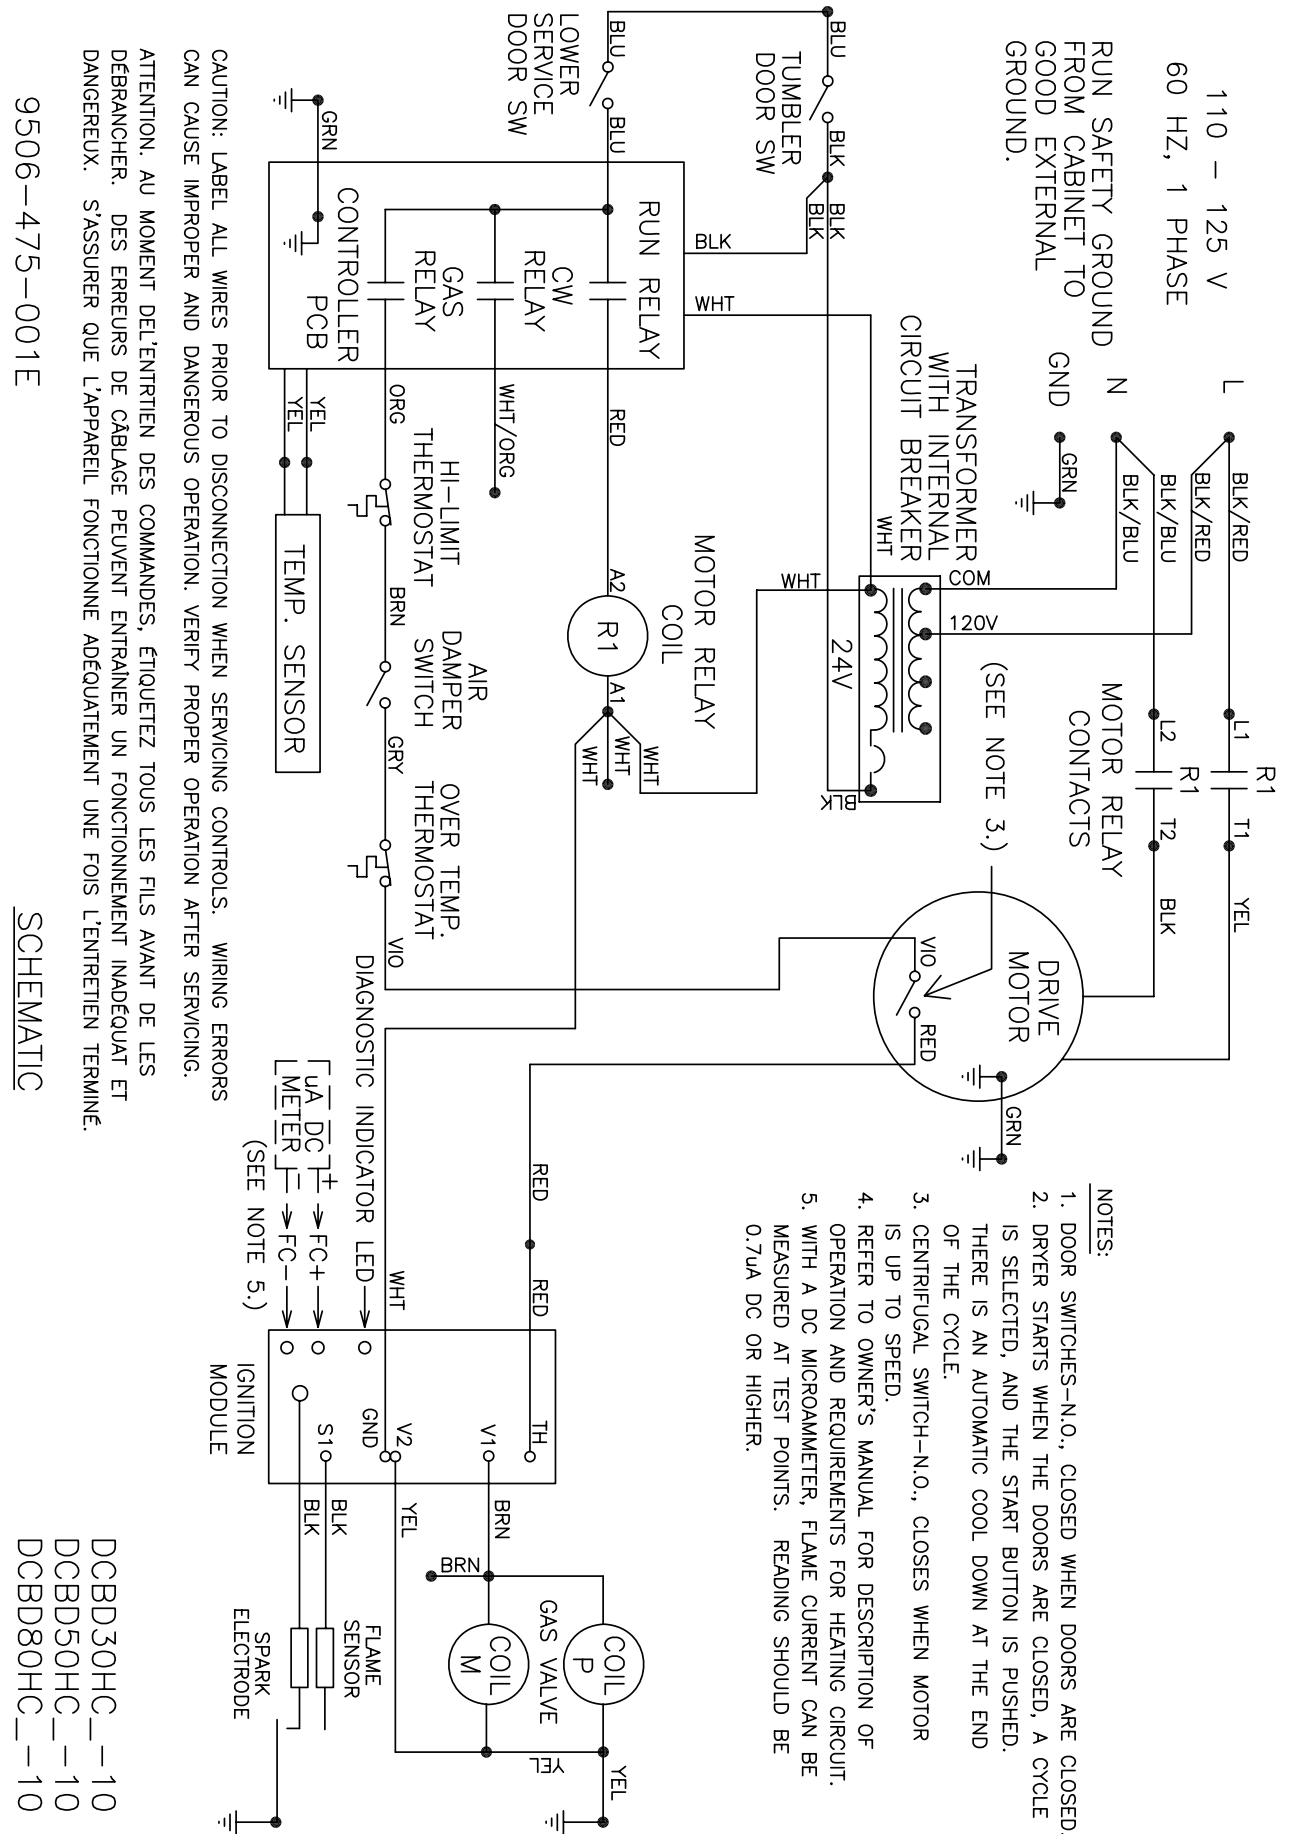 110 - 125 V
60 HZ, 1 PHASE
RUN SAFETY GROUND
FROM CABINET TO
GOOD EXTERNAL
GROUND.
L
N
GND
GRN
BLK/RED
BLK/RED
BLK/BLU
BLK/BLU
L1
R1
T1
YEL
L2
R1
T2
BLK
MOTOR RELAY
CONTACTS
(SEE NOTE 3.)
DRIVE
MOTOR
VIO
RED
GRN
NOTES:
1. DOOR SWITCHES-N.O., CLOSED WHEN DOORS ARE CLOSED.
2. DRYER STARTS WHEN THE DOORS ARE CLOSED, A CYCLE
IS SELECTED, AND THE START BUTTON IS PUSHED.
THERE IS AN AUTOMATIC COOL DOWN AT THE END
OF THE CYCLE.
3. CENTRIFUGAL SWITCH-N.O., CLOSES WHEN MOTOR
IS UP TO SPEED.
4. REFER TO OWNER'S MANUAL FOR DESCRIPTION OF
OPERATION AND REQUIREMENTS FOR HEATING CIRCUIT.
5. WITH A DC MICROAMMETER, FLAME CURRENT CAN BE
MEASURED AT TEST POINTS. READING SHOULD BE
0.7uA DC OR HIGHER.
TRANSFORMER
WITH INTERNAL
CIRCUIT BREAKER
COM
120V
24V
WHT
WHT
BLK
BLU
TUMBLER
DOOR SW
BLK
BLK
BLK
BLU
LOWER
SERVICE
DOOR SW
BLU
BLK
WHT
RUN RELAY
CW
RELAY
GAS
RELAY
CONTROLLER
PCB
GRN
RED
WHT/ORG
ORG
YEL
YEL
TEMP. SENSOR
MOTOR RELAY
COIL
A2
R1
A1
WHT
WHT
WHT
HI-LIMIT
THERMOSTAT
BRN
AIR
DAMPER
SWITCH
GRY
OVER TEMP.
THERMOSTAT
VIO
RED
RED
WHT
DIAGNOSTIC INDICATOR LED
uA DC
METER
+
-
FC+
FC-
(SEE NOTE 5.)
IGNITION
MODULE
TH
V1
V2
GND
S1
BRN
BRN
YEL
BLK
BLK
COIL
P
COIL
M
GAS VALVE
YEL
YEL
FLAME
SENSOR
SPARK
ELECTRODE
CAUTION: LABEL ALL WIRES PRIOR TO DISCONNECTION WHEN SERVICING CONTROLS. WIRING ERRORS
CAN CAUSE IMPROPER AND DANGEROUS OPERATION. VERIFY PROPER OPERATION AFTER SERVICING.
ATTENTION. AU MOMENT DEL'ENTRTIEN DES COMMANDES, ÉTIQUETEZ TOUS LES FILS AVANT DE LES
DÉBRANCHER. DES ERREURS DE CÂBLAGE PEUVENT ENTRAÎNER UN FONCTIONNEMENT INADÉQUAT ET
DANGEREUX. S'ASSURER QUE L'APPAREIL FONCTIONNE ADÉQUATEMENT UNE FOIS L'ENTRETIEN TERMINÉ.
9506-475-001E
SCHEMATIC
DCBD30HC_-10
DCBD50HC_-10
DCBD80HC_-10